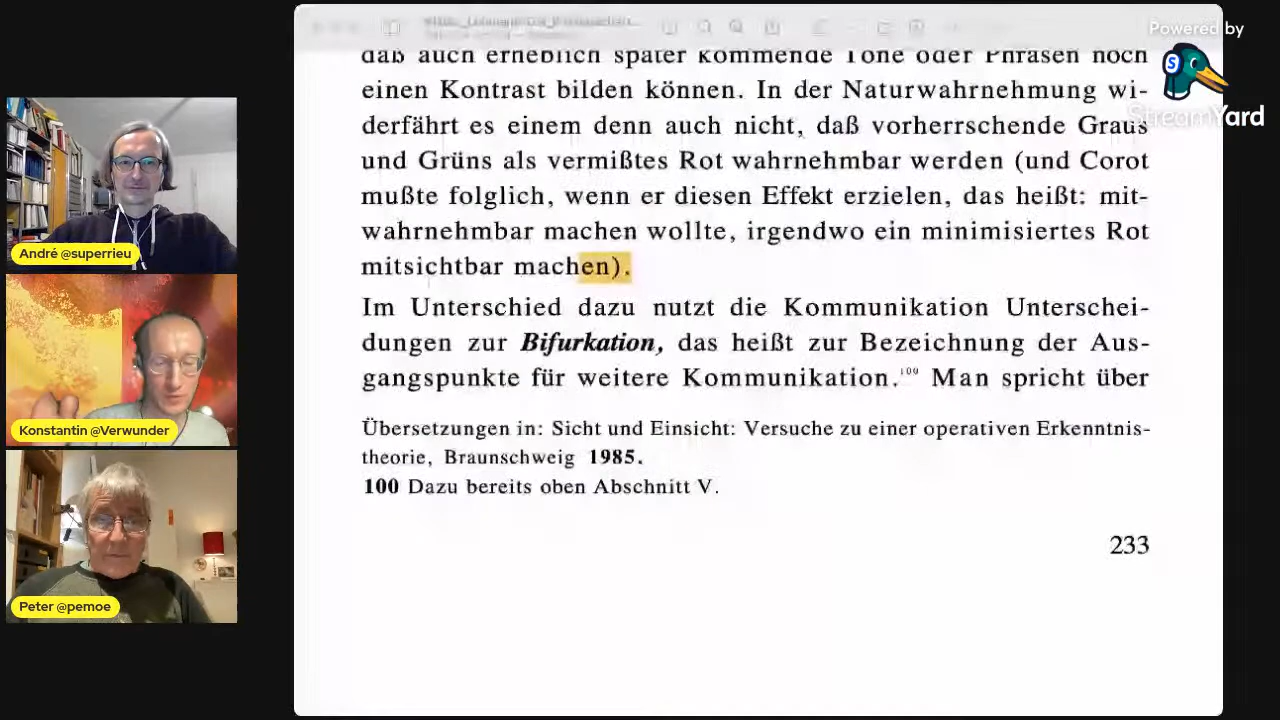 Powered by
StreamYard
daß auch erheblich später kommende Töne oder Phrasen noch
einen Kontrast bilden können. In der Naturwahrnehmung wi-
derfährt es einem denn auch nicht, daß vorherrschende Graus
und Grüns als vermißtes Rot wahrnehmbar werden (und Corot
mußte folglich, wenn er diesen Effekt erzielen, das heißt: mit-
wahrnehmbar machen wollte, irgendwo ein minimisiertes Rot
mitsichtbar machen).
Im Unterschied dazu nutzt die Kommunikation Unterschei-
dungen zur Bifurkation, das heißt zur Bezeichnung der Aus-
gangspunkte für weitere Kommunikation.¹⁰⁰ Man spricht über
Übersetzungen in: Sicht und Einsicht: Versuche zu einer operativen Erkenntnis-
theorie, Braunschweig 1985.
100 Dazu bereits oben Abschnitt V.
233
André @superrieu
Konstantin @Verwunder
Peter @pemoe